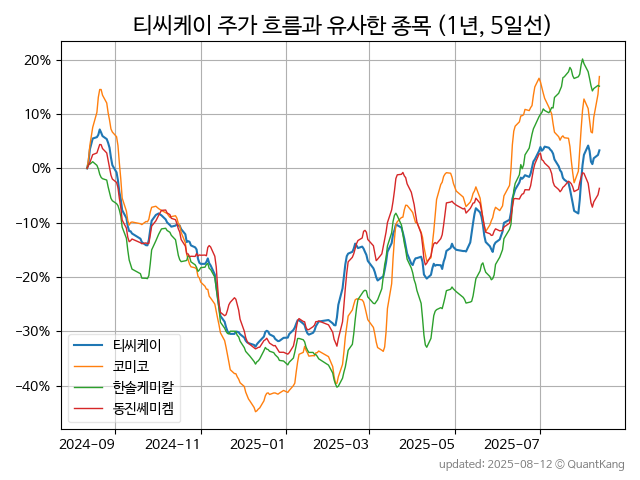 티씨케이 주가 흐름과 유사한 종목 (1년, 5일선)
20%
10%
0%
−10%
−20%
−30%
−40%
티씨케이
코미코
한솔케미칼
동진쎄미켐
2024-09
2024-11
2025-01
2025-03
2025-05
2025-07
updated: 2025-08-12 © QuantKang